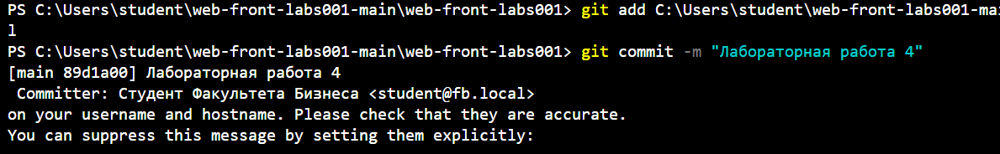 PS C:\Users\student\web-front-labs001-main\web-front-labs001> git add C:\Users\student\web-front-labs001-mai
l
PS C:\Users\student\web-front-labs001-main\web-front-labs001> git commit -m "Лабораторная работа 4"
[main 89d1a00] Лабораторная работа 4
 Committer: Студент Факультета Бизнеса <student@fb.local>
on your username and hostname. Please check that they are accurate.
You can suppress this message by setting them explicitly: